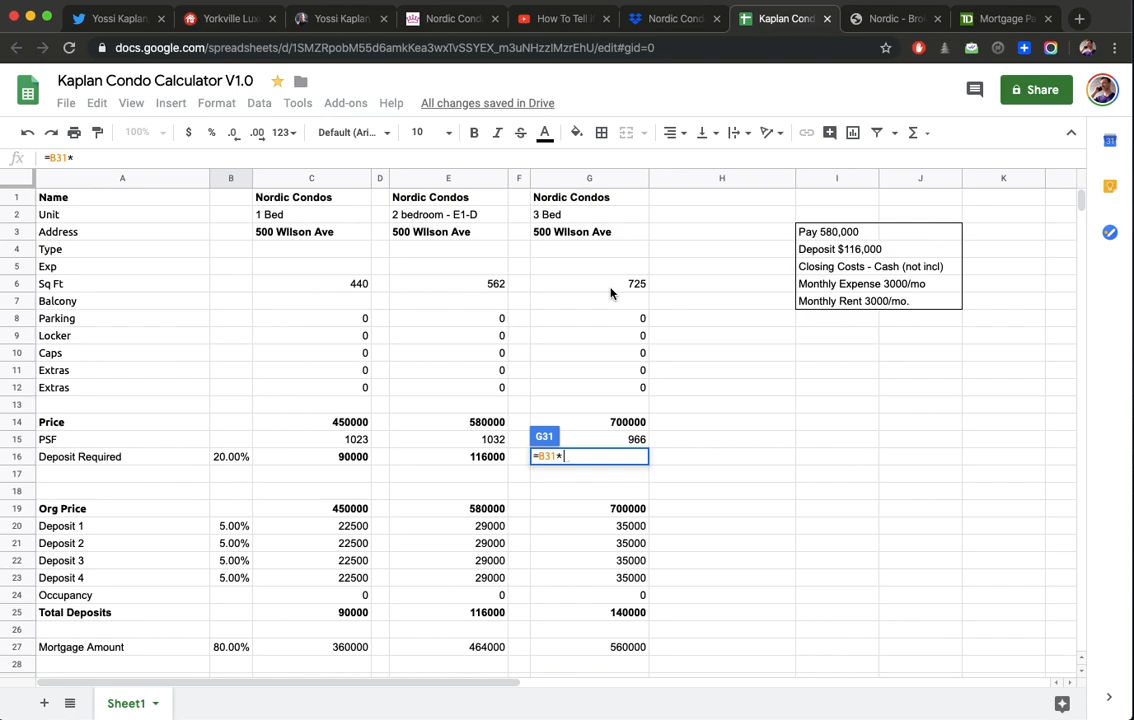 Yossi Kaplan,
Yorkville Lux
Yossi Kaplan
Nordic Con
How To Tell i
Nordic Con
Kaplan Cond
Nordic - Bro
Mortgage Pa
docs.google.com/spreadsheets/d/1SMZRpobM55d6amkKea3wxTvSSYEX_m3uNHzzlMzrEhU/edit#gid=0
Kaplan Condo Calculator V1.0
Share
File Edit View Insert Format Data Tools Add-ons Help All changes saved in Drive
100% $ % .0 .00 123 Default (Ari... 10 B I S A Σ
fx =B31*
A B C D E F G H I J K
1 Name Nordic Condos Nordic Condos Nordic Condos
2 Unit 1 Bed 2 bedroom - E1-D 3 Bed
3 Address 500 WIlson Ave 500 WIlson Ave 500 WIlson Ave Pay 580,000
4 Type Deposit $116,000
5 Exp Closing Costs - Cash (not incl)
6 Sq Ft 440 562 725 Monthly Expense 3000/mo
7 Balcony Monthly Rent 3000/mo.
8 Parking 0 0 0
9 Locker 0 0 0
10 Caps 0 0 0
11 Extras 0 0 0
12 Extras 0 0 0
13
14 Price 450000 580000 700000
15 PSF 1023 1032 G31 966
16 Deposit Required 20.00% 90000 116000 =B31*
17
18
19 Org Price 450000 580000 700000
20 Deposit 1 5.00% 22500 29000 35000
21 Deposit 2 5.00% 22500 29000 35000
22 Deposit 3 5.00% 22500 29000 35000
23 Deposit 4 5.00% 22500 29000 35000
24 Occupancy 0 0 0
25 Total Deposits 90000 116000 140000
26
27 Mortgage Amount 80.00% 360000 464000 560000
28
Sheet1